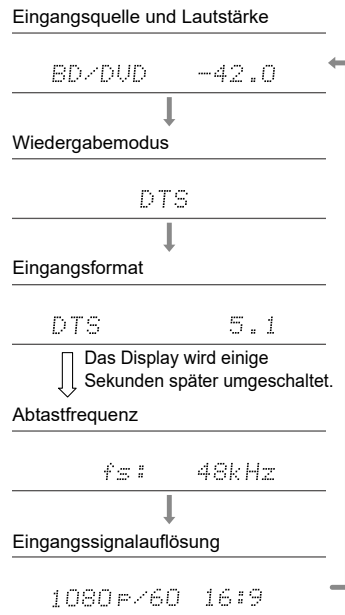 Eingangsquelle und Lautstärke
BD/DVD -42.0
Wiedergabemodus
DTS
Eingangsformat
DTS 5.1
Das Display wird einige
Sekunden später umgeschaltet.
Abtastfrequenz
fs: 48kHz
Eingangssignalauflösung
1080p/60 16:9